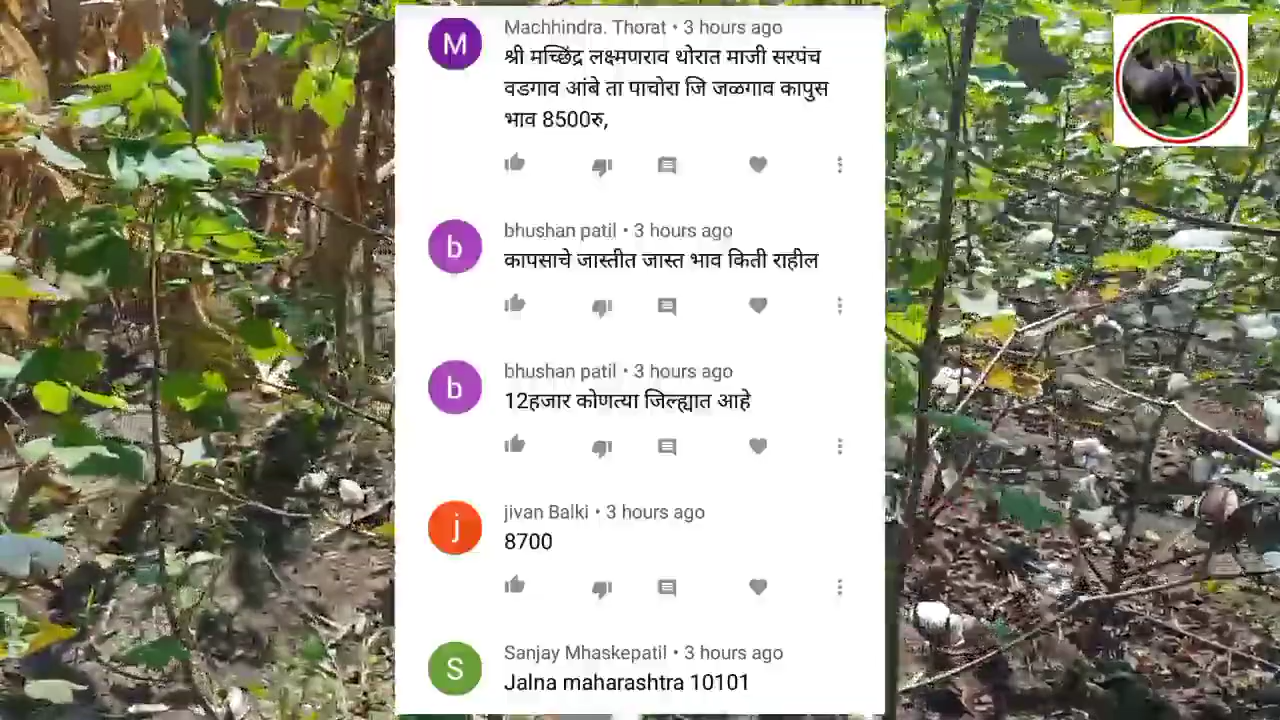 M
Machhindra. Thorat • 3 hours ago
श्री मच्छिंद्र लक्ष्मणराव थोरात माजी सरपंच
वडगाव आंबे ता पाचोरा जि जळगाव कापुस
भाव 8500रु,
b
bhushan patil • 3 hours ago
कापसाचे जास्तीत जास्त भाव किती राहील
b
bhushan patil • 3 hours ago
12हजार कोणत्या जिल्ह्यात आहे
j
jivan Balki • 3 hours ago
8700
S
Sanjay Mhaskepatil • 3 hours ago
Jalna maharashtra 10101